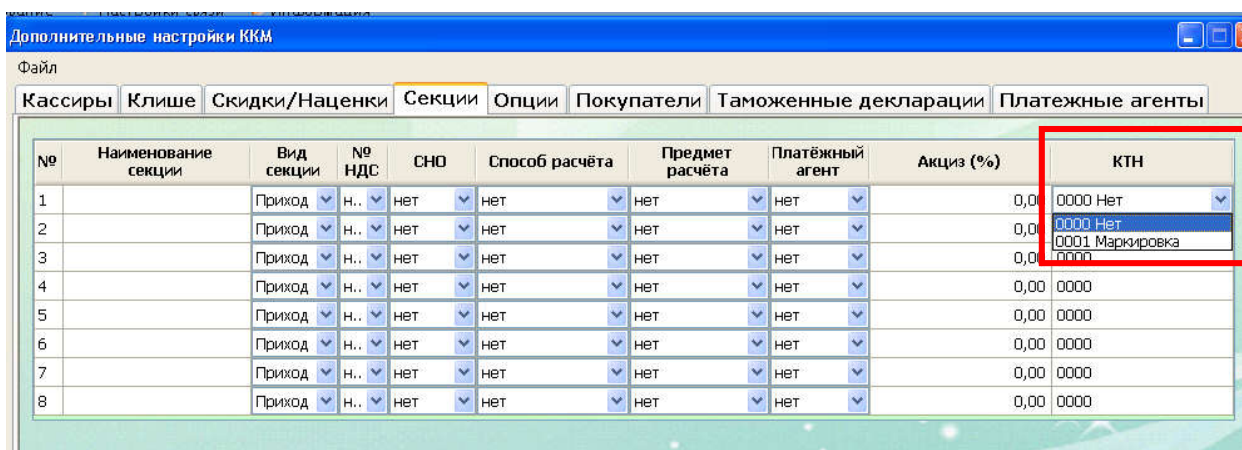 Дополнительные настройки ККМ
Файл
Кассиры Клише Скидки/Наценки Секции Опции Покупатели Таможенные декларации Платежные агенты
№ Наименование секции Вид секции № НДС СНО Способ расчёта Предмет расчёта Платёжный агент Акциз (%) КТН
1 Приход н.. нет нет нет нет 0,00 0000 Нет
0000 Нет
2 Приход н.. нет нет нет нет 0,00
0001 Маркировка
3 Приход н.. нет нет нет нет 0,00 0000
4 Приход н.. нет нет нет нет 0,00 0000
5 Приход н.. нет нет нет нет 0,00 0000
6 Приход н.. нет нет нет нет 0,00 0000
7 Приход н.. нет нет нет нет 0,00 0000
8 Приход н.. нет нет нет нет 0,00 0000